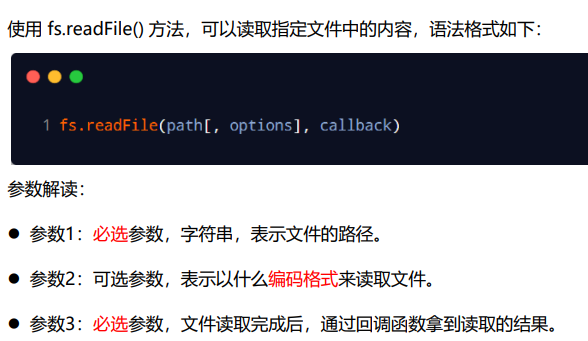 使用 fs.readFile() 方法，可以读取指定文件中的内容，语法格式如下：
1 fs.readFile(path[, options], callback)
参数解读：
● 参数1：必选参数，字符串，表示文件的路径。
● 参数2：可选参数，表示以什么编码格式来读取文件。
● 参数3：必选参数，文件读取完成后，通过回调函数拿到读取的结果。